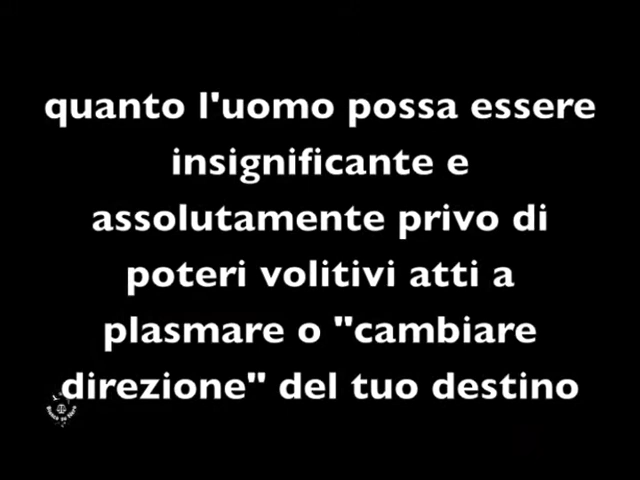 quanto l'uomo possa essere
insignificante e
assolutamente privo di
poteri volitivi atti a
plasmare o "cambiare
direzione" del tuo destino